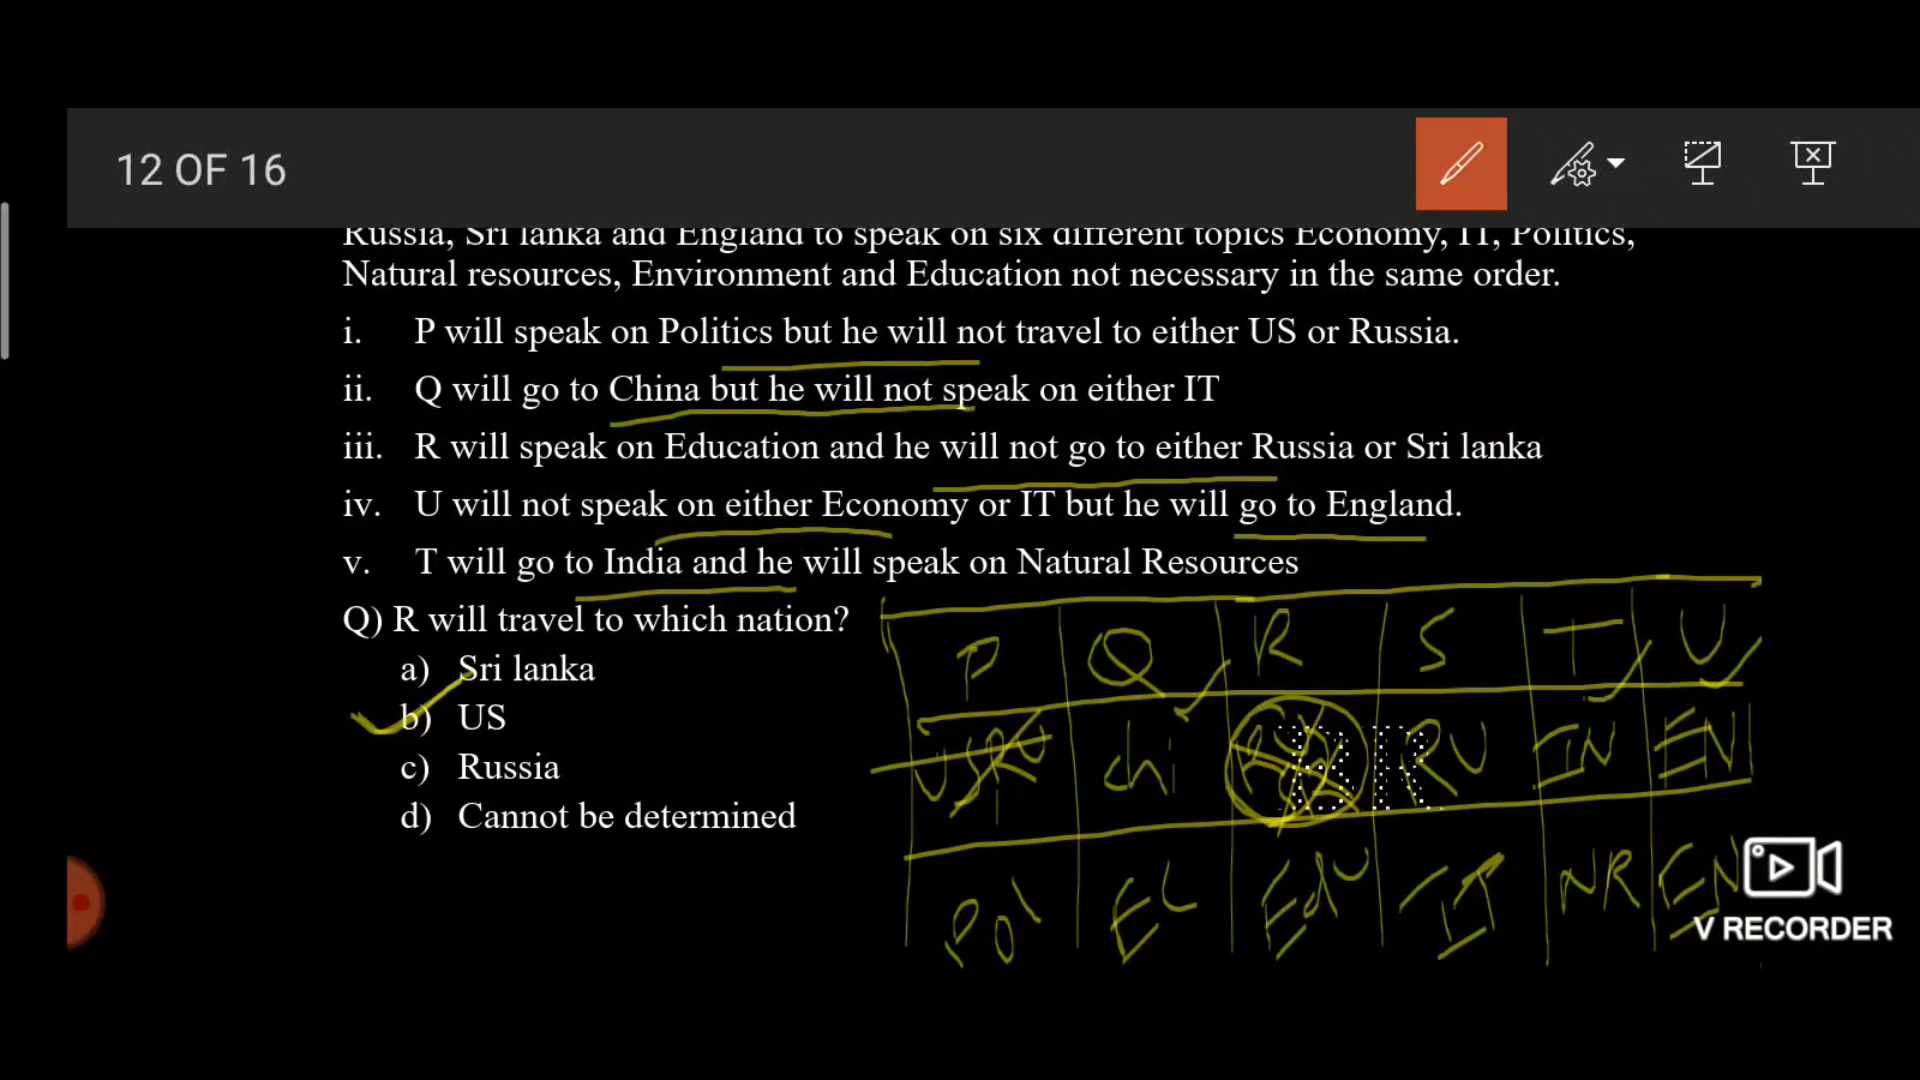 12 OF 16
Russia, Sri lanka and England to speak on six different topics Economy, IT, Politics,
Natural resources, Environment and Education not necessary in the same order.
i. P will speak on Politics but he will not travel to either US or Russia.
ii. Q will go to China but he will not speak on either IT
iii. R will speak on Education and he will not go to either Russia or Sri lanka
iv. U will not speak on either Economy or IT but he will go to England.
v. T will go to India and he will speak on Natural Resources
Q) R will travel to which nation?
a) Sri lanka
b) US
c) Russia
d) Cannot be determined
P Q R S T U
US RU Chi RU IN EN
Pol EC Edu IT NR EN
V RECORDER